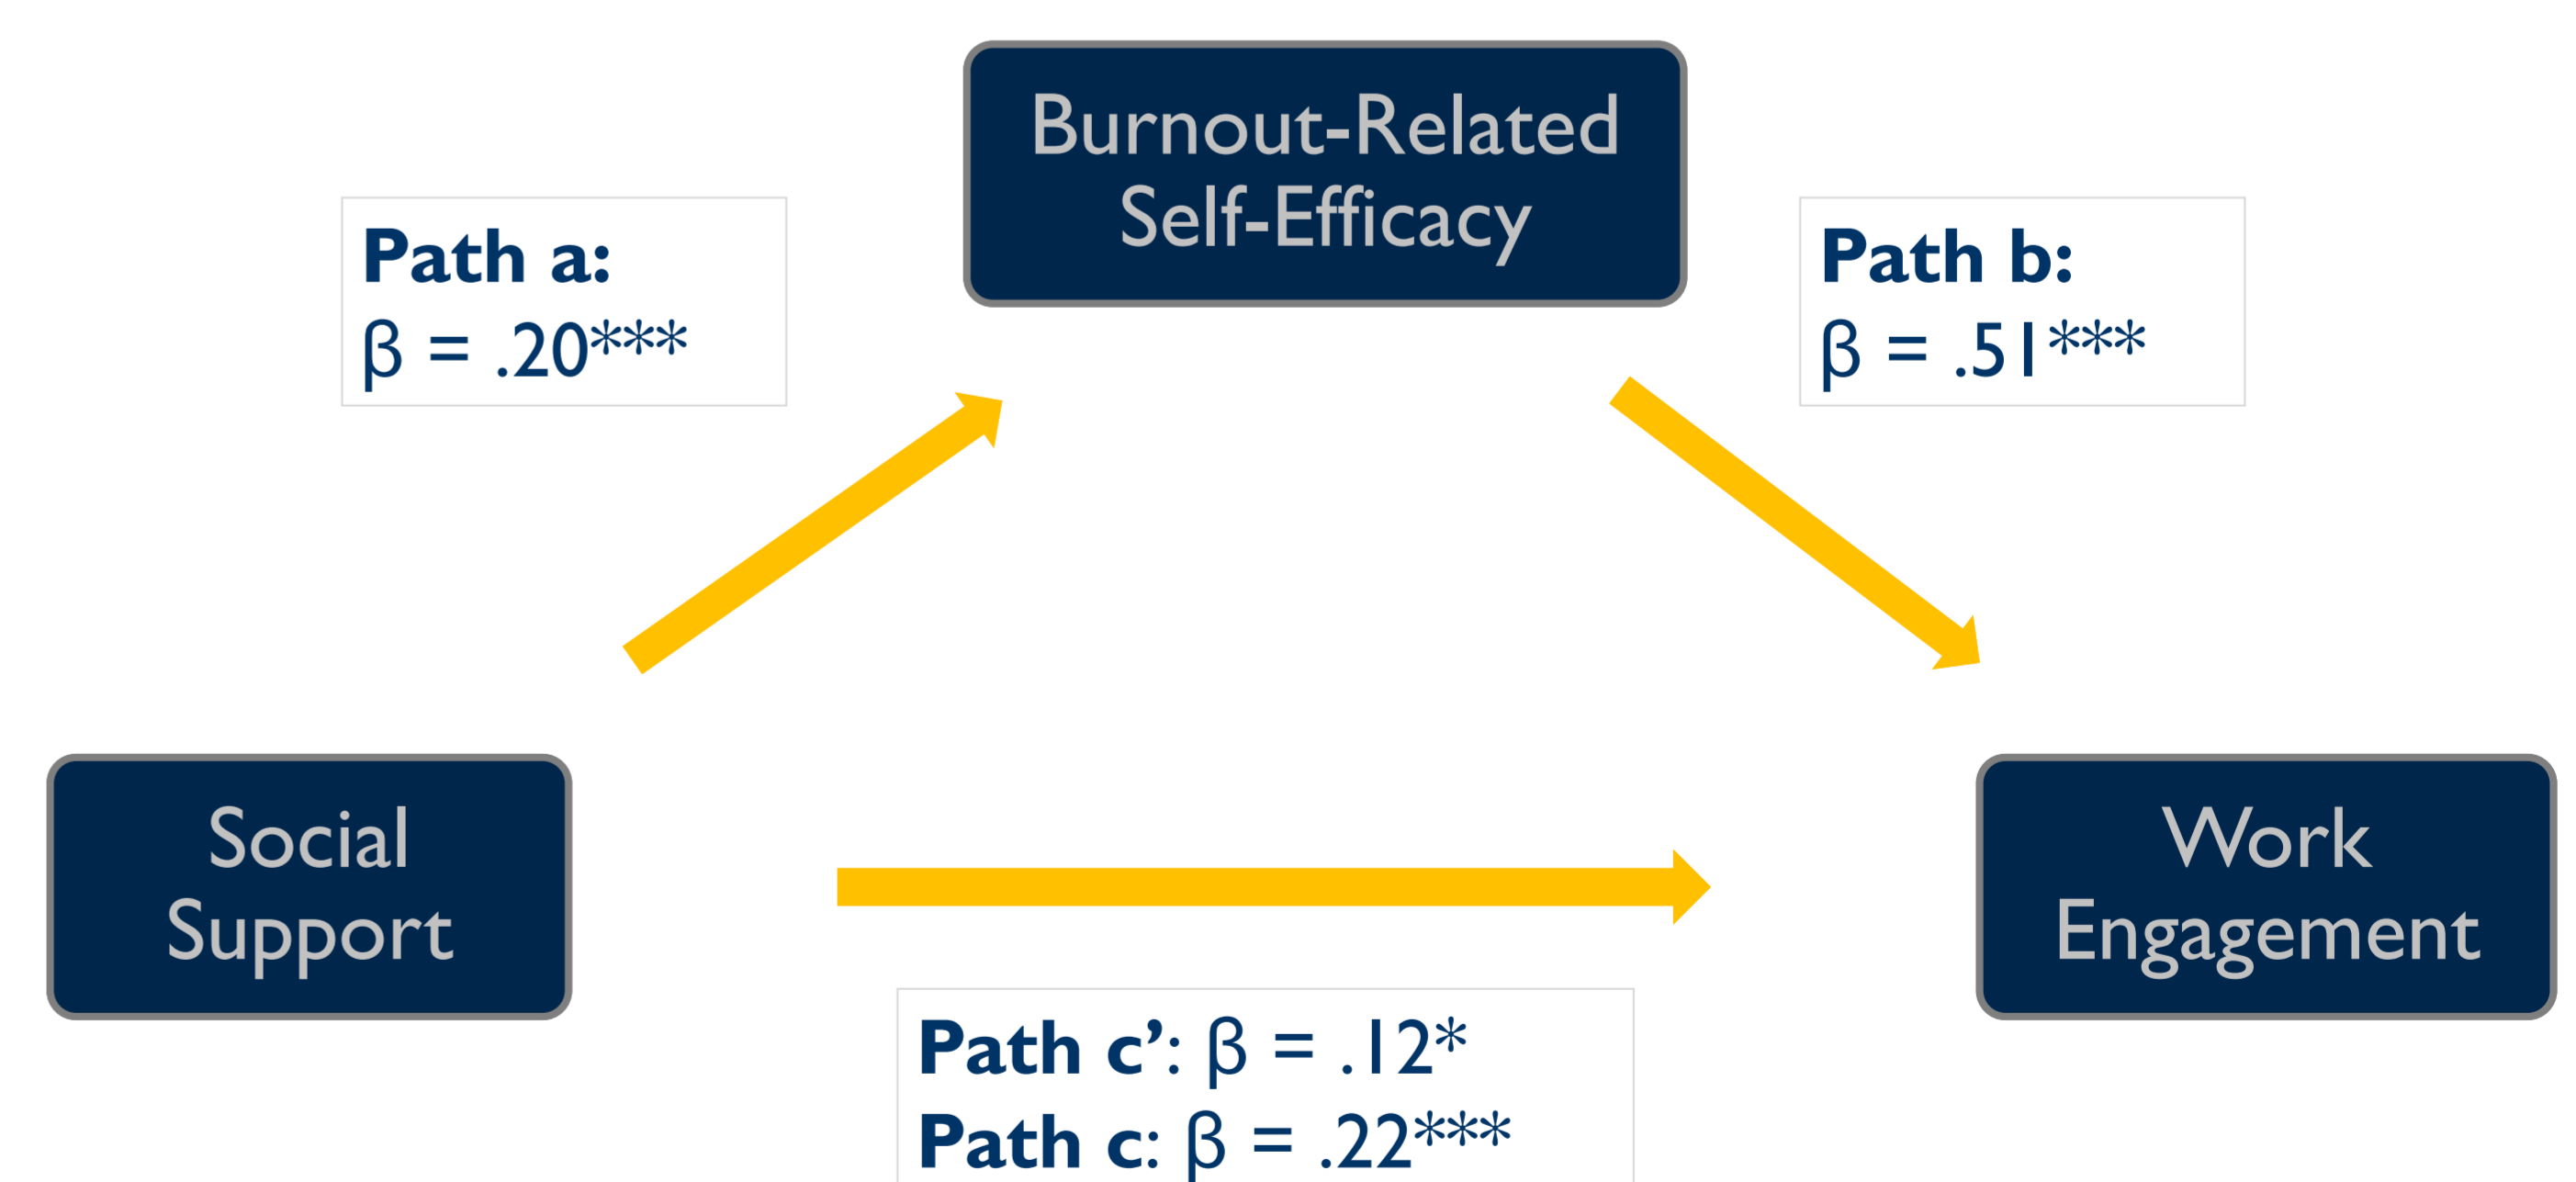 Burnout-Related
Self-Efficacy
Path a:
β = .20***
Path b:
β = .51***
Social
Support
Work
Engagement
Path c’: β = .12*
Path c: β = .22***